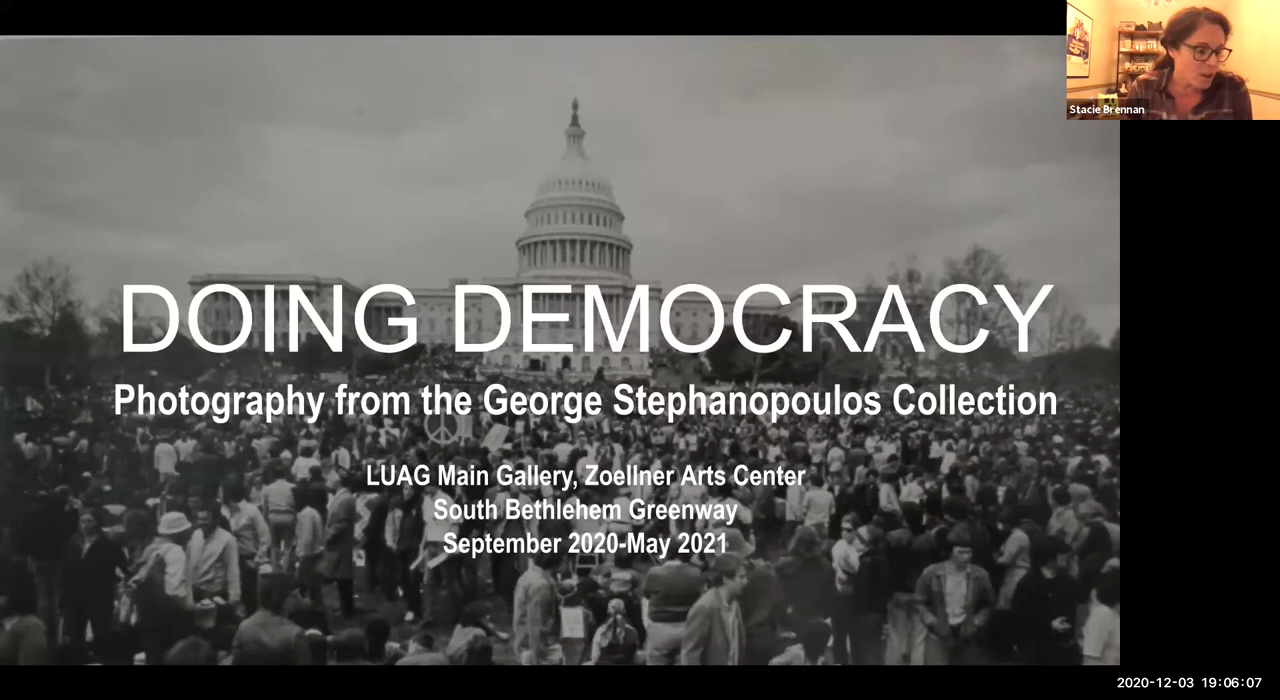 Stacie Brennan
DOING DEMOCRACY
Photography from the George Stephanopoulos Collection
LUAG Main Gallery, Zoellner Arts Center
South Bethlehem Greenway
September 2020-May 2021
2020-12-03 19:06:07